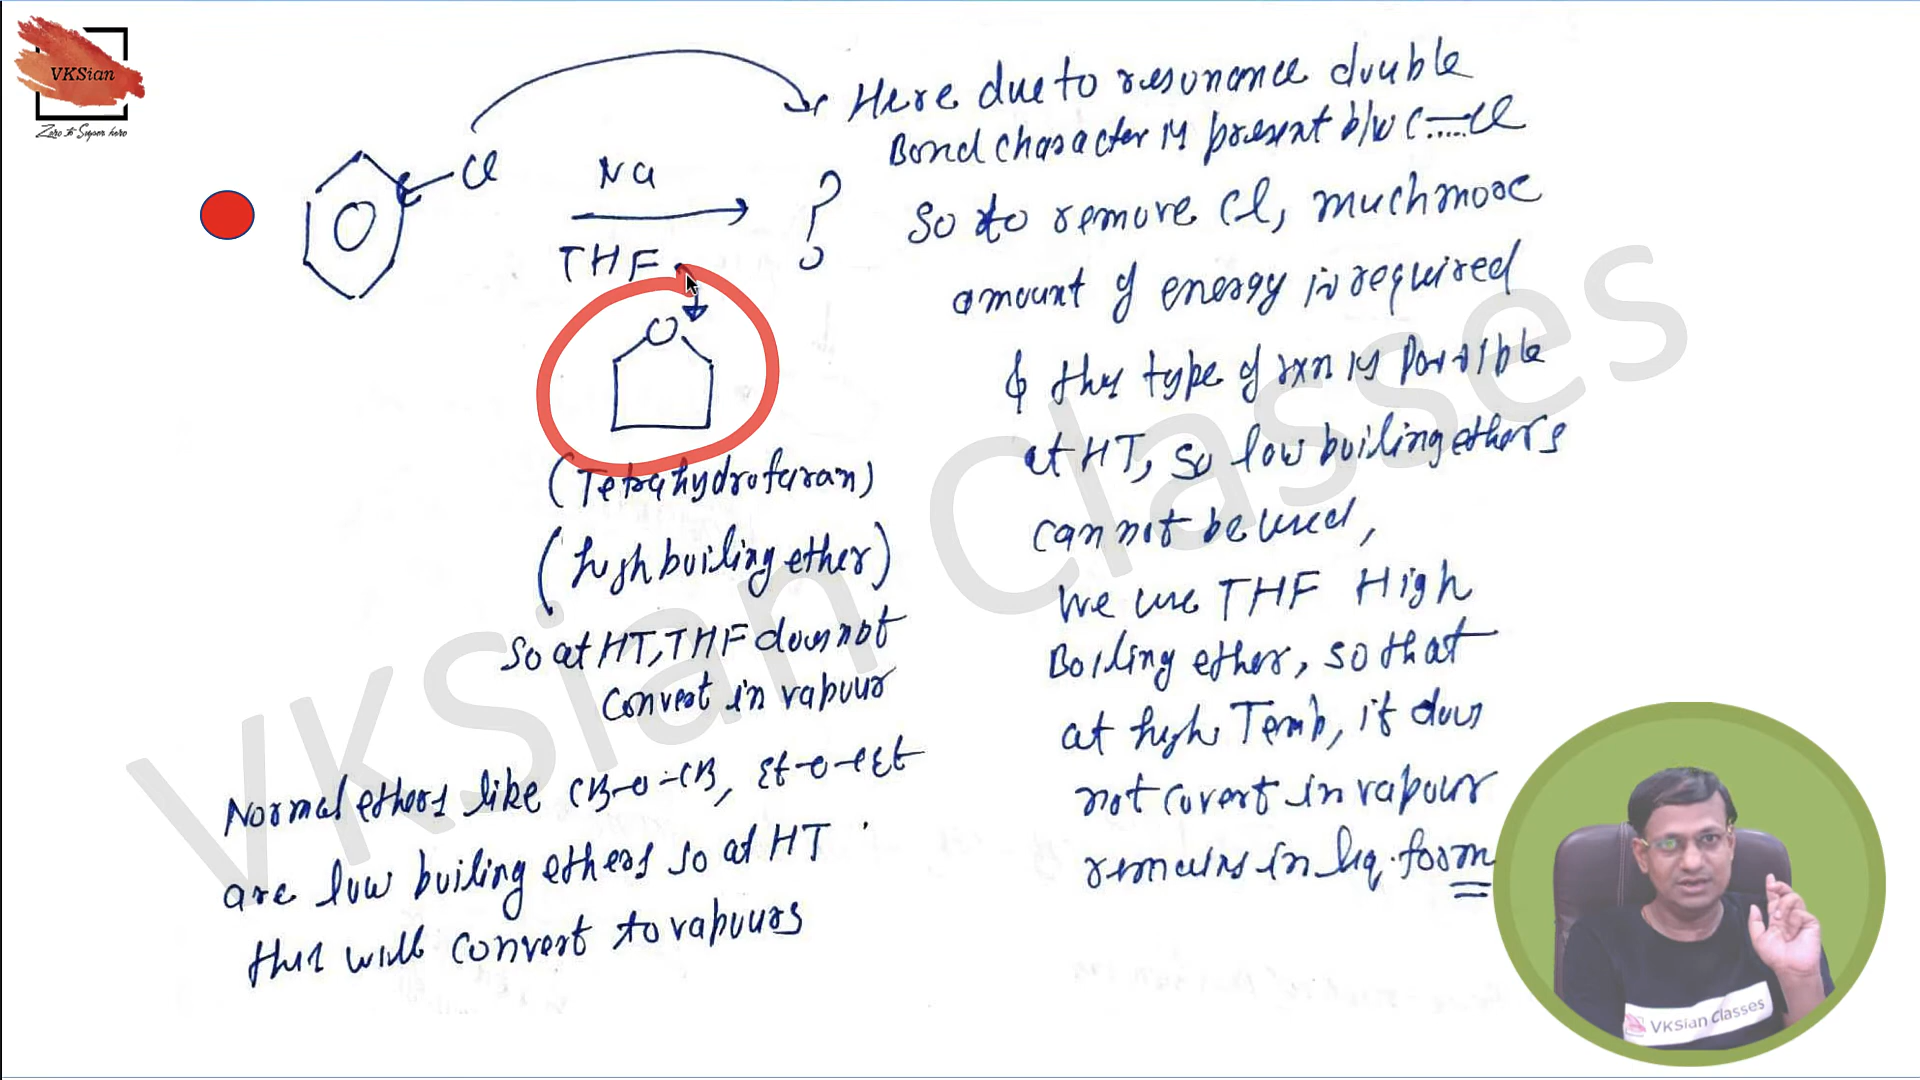 VKSian
Zero to Super hero
Cl
C
Na
THF
?
O
(Tetrahydrofuran)
(high boiling ether)
So at HT, THF does not
Convert in vapour
Normal ethers like CH3-O-CH3, Et-O-Et
are low boiling ethers so at HT
this will convert to vapours
Here due to resonance double
Bond character is present b/w C=Cl
So to remove Cl, much more
amount of energy is required
& this type of rxn is Possible
at HT, so low boiling ethers
cannot be used,
We use THF High
Boiling ether, so that
at high Temp, it does
not covert in vapour
remains in liq. form
VKSian Classes
VKSian Classes